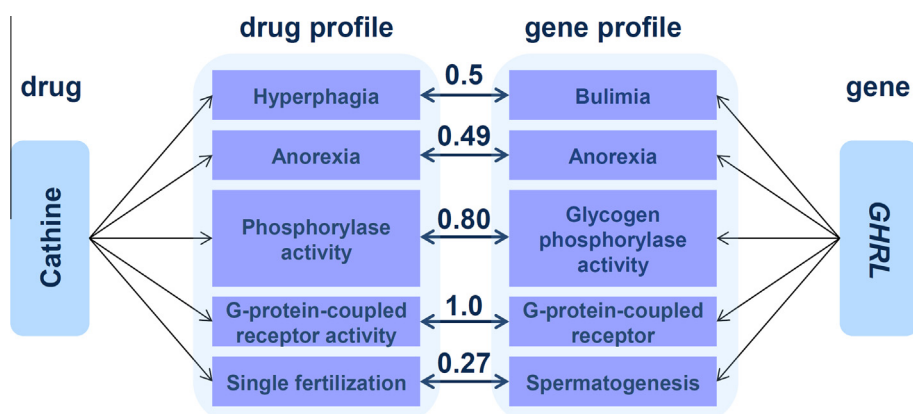 drug profile
gene profile
drug
gene
Cathine
GHRL
Hyperphagia
0.5
Bulimia
Anorexia
0.49
Anorexia
Phosphorylase
activity
0.80
Glycogen
phosphorylase
activity
G-protein-coupled
receptor activity
1.0
G-protein-coupled
receptor
Single fertilization
0.27
Spermatogenesis